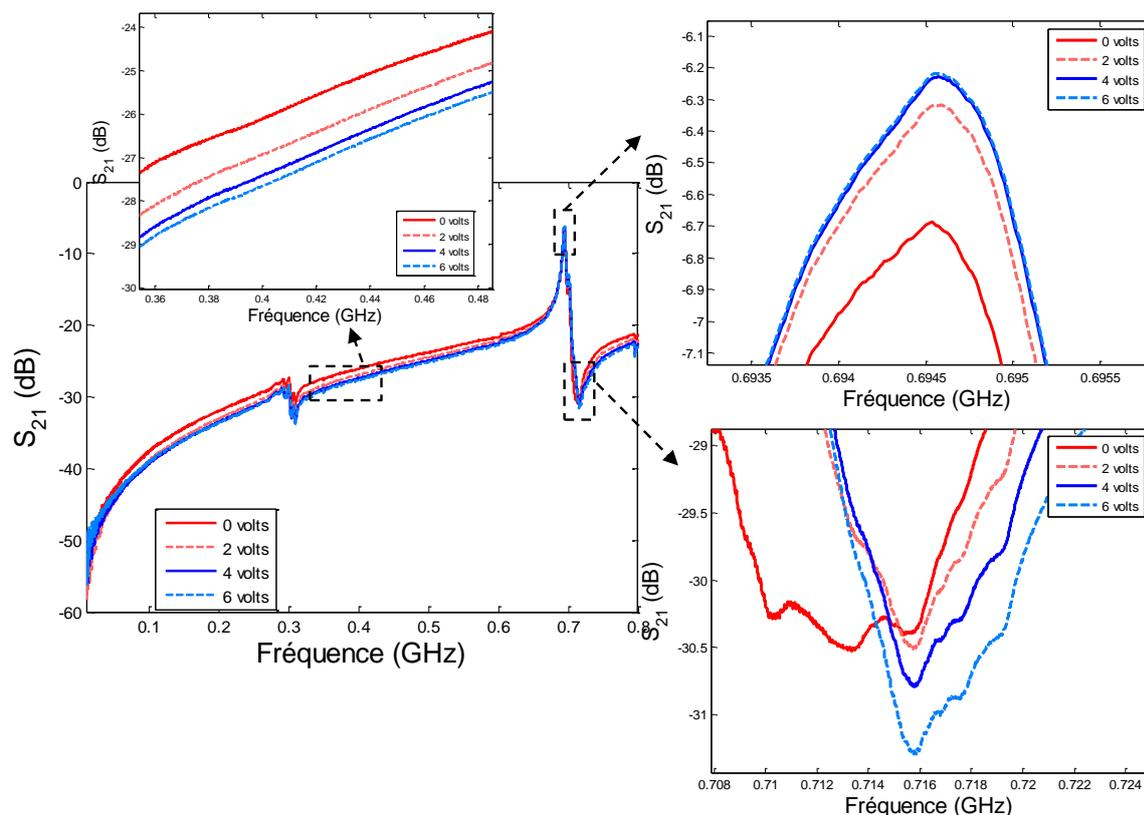 -24
-25
-26
-27
-28
-29
-30
S21 (dB)
0.36 0.38 0.4 0.42 0.44 0.46 0.48
Fréquence (GHz)
0 volts
2 volts
4 volts
6 volts
-6.1
-6.2
-6.3
-6.4
-6.5
-6.6
-6.7
-6.8
-6.9
-7
-7.1
S21 (dB)
0.6935 0.694 0.6945 0.695 0.6955
Fréquence (GHz)
0 volts
2 volts
4 volts
6 volts
0
-10
-20
-30
-40
-50
-60
S21 (dB)
0.1 0.2 0.3 0.4 0.5 0.6 0.7 0.8
Fréquence (GHz)
0 volts
2 volts
4 volts
6 volts
-29
-29.5
-30
-30.5
-31
S21 (dB)
0.708 0.71 0.712 0.714 0.716 0.718 0.72 0.722 0.724
Fréquence (GHz)
0 volts
2 volts
4 volts
6 volts